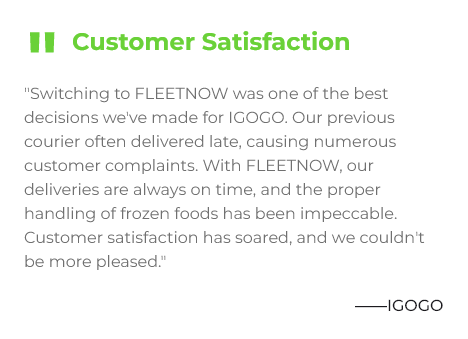 Customer Satisfaction
"Switching to FLEETNOW was one of the best
decisions we've made for IGOGO. Our previous
courier often delivered late, causing numerous
customer complaints. With FLEETNOW, our
deliveries are always on time, and the proper
handling of frozen foods has been impeccable.
Customer satisfaction has soared, and we couldn't
be more pleased."
——IGOGO